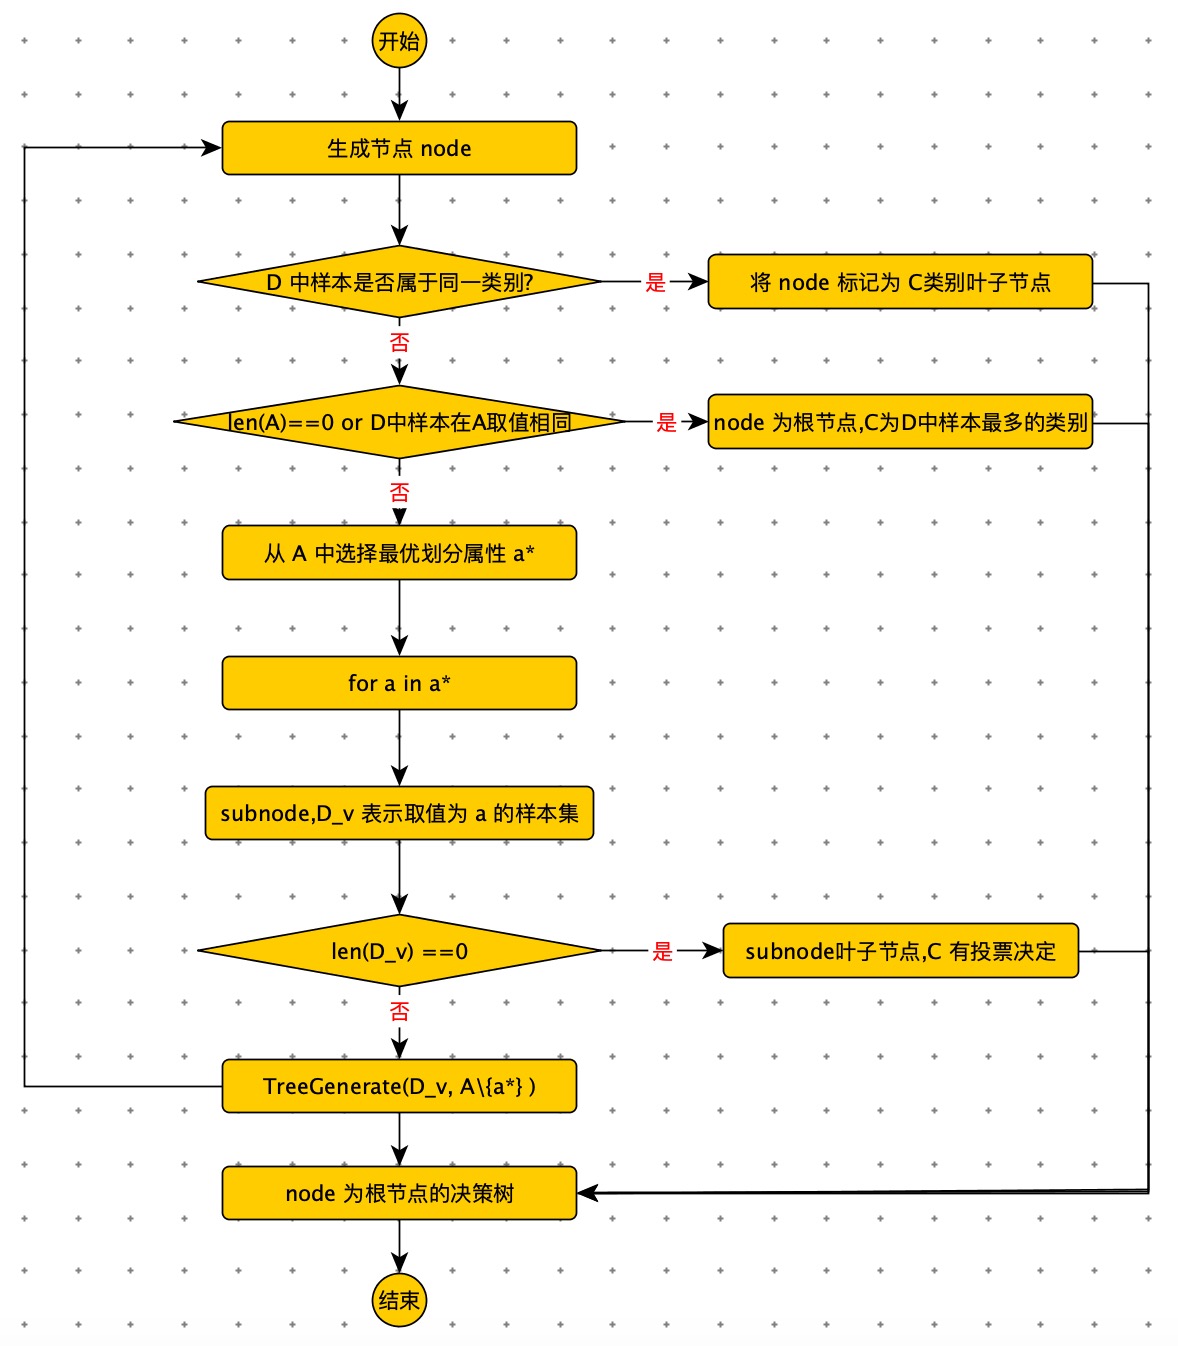 开始
生成节点 node
D 中样本是否属于同一类别?
是
将 node 标记为 C类别叶子节点
否
len(A)==0 or D中样本在A取值相同
是
node 为根节点,C为D中样本最多的类别
否
从 A 中选择最优划分属性 a*
for a in a*
subnode,D_v 表示取值为 a 的样本集
len(D_v) ==0
是
subnode叶子节点,C 有投票决定
否
TreeGenerate(D_v, A\{a*} )
node 为根节点的决策树
结束